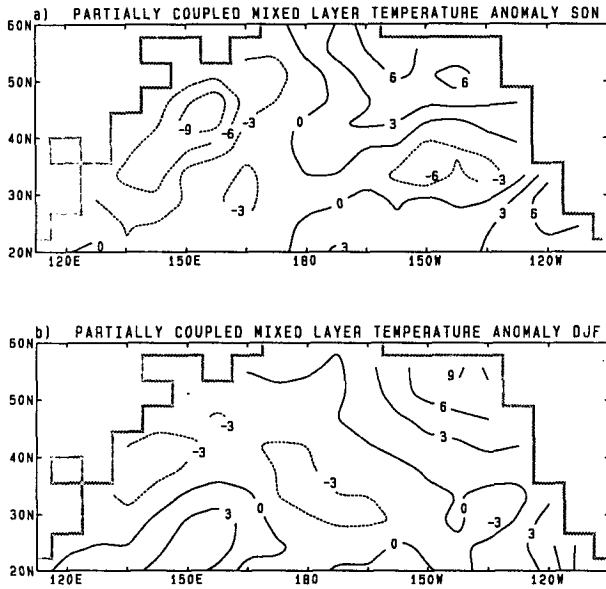 a) PARTIALLY COUPLED MIXED LAYER TEMPERATURE ANOMALY SON
60N
50N
40N
30N
20N
6
6
-9
-6
-3
0
3
-6
-3
-3
0
3
6
0
3
120E 150E 180 150W 120W
b) PARTIALLY COUPLED MIXED LAYER TEMPERATURE ANOMALY DJF
60N
50N
40N
30N
20N
9
6
-3
3
-3
-3
0
3
0
-3
3
0
120E 150E 180 150W 120W